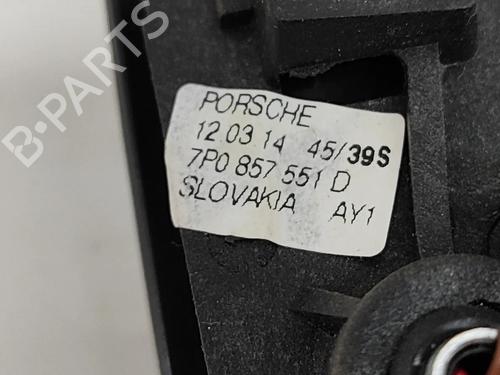 PORSCHE
12.03.14 45/39S
7P0 857 551 D
SLOVAKIA AY1
B-PARTS